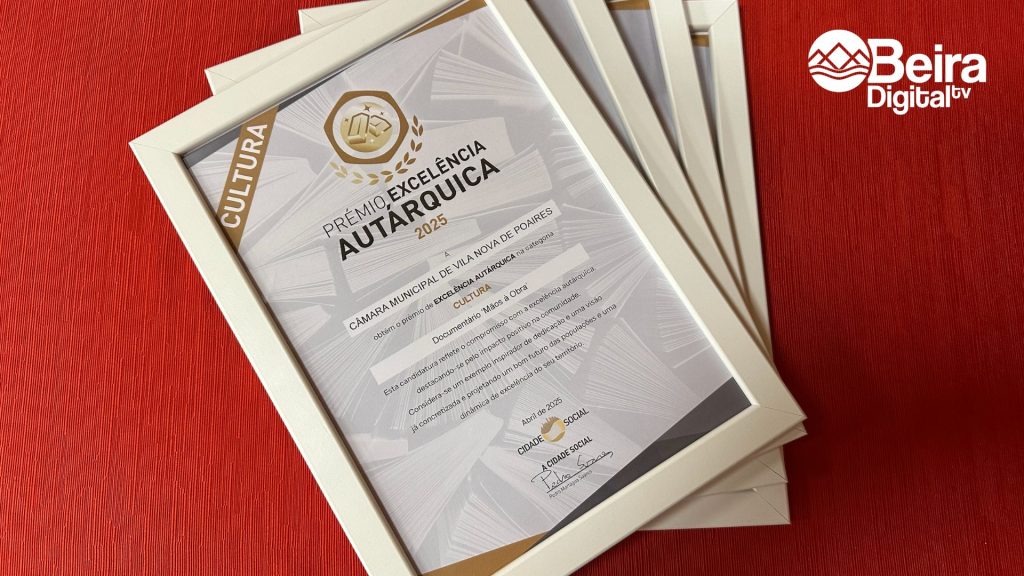 Beira
Digital tv
CULTURA
PRÉMIO EXCELÊNCIA
AUTÁRQUICA
2025
À
CÂMARA MUNICIPAL DE VILA NOVA DE POAIRES
obtém o prémio de EXCELÊNCIA AUTÁRQUICA na categoria
CULTURA
Documentário 'Mãos à Obra'
Esta candidatura reflete o compromisso com a excelência autárquica,
destacando-se pelo impacto positivo na comunidade.
Considera-se um exemplo inspirador de dedicação e uma visão
já concretizada e projetando um bom futuro das populações e uma
dinâmica de excelência do seu território.
Abril de 2025
CIDADE SOCIAL
A CIDADE SOCIAL
Pedro